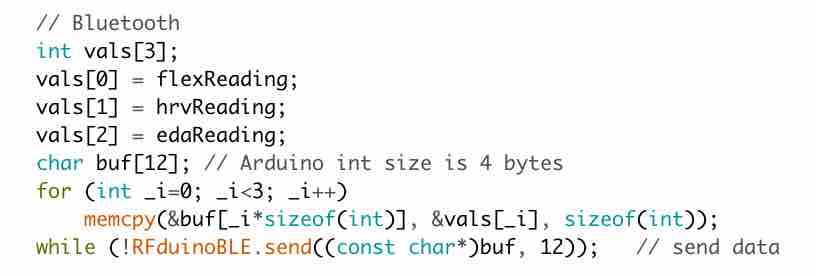 // Bluetooth
int vals[3];
vals[0] = flexReading;
vals[1] = hrvReading;
vals[2] = edaReading;
char buf[12]; // Arduino int size is 4 bytes
for (int _i=0; _i<3; _i++)
    memcpy(&buf[_i*sizeof(int)], &vals[_i], sizeof(int));
while (!RFduinoBLE.send((const char*)buf, 12));   // send data